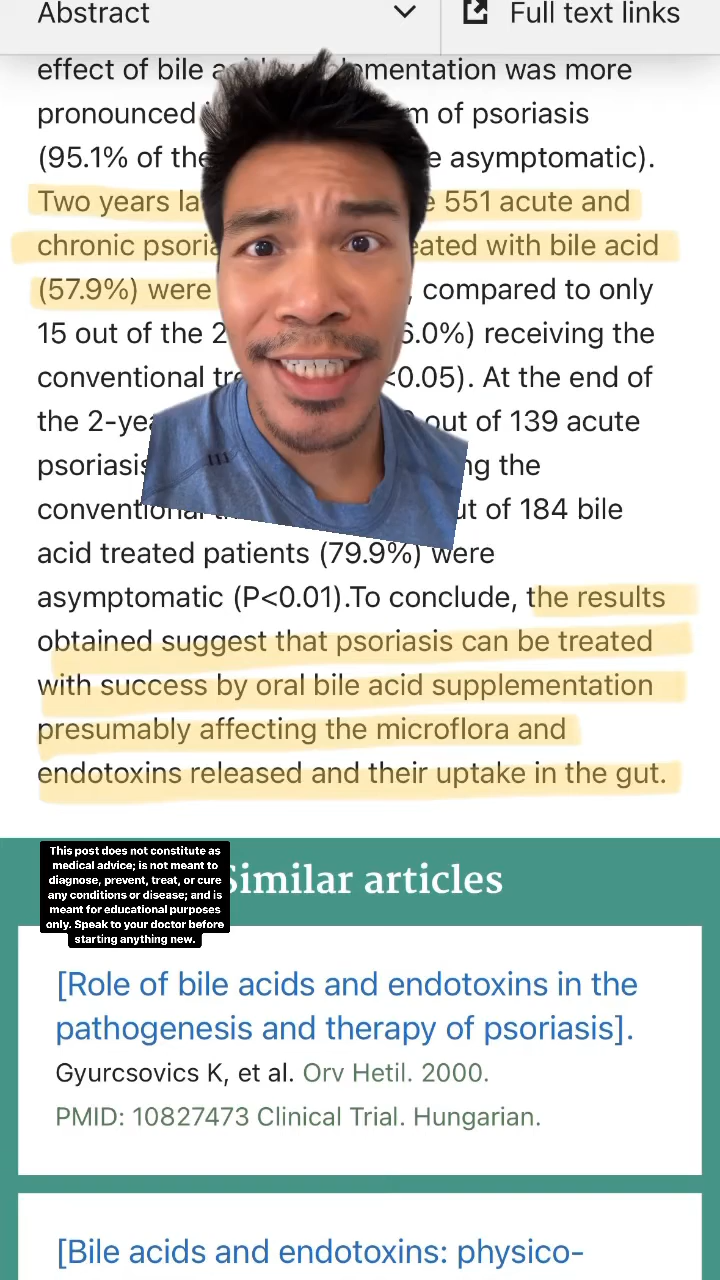 Abstract
Full text links
effect of bile mentation was more
pronounced m of psoriasis
(95.1% of the e asymptomatic).
Two years la 551 acute and
chronic psoria eated with bile acid
(57.9%) were , compared to only
15 out of the 2 6.0%) receiving the
conventional tre <0.05). At the end of
the 2-yea out of 139 acute
psoriasis ng the
conventional ut of 184 bile
acid treated patients (79.9%) were
asymptomatic (P<0.01).To conclude, the results
obtained suggest that psoriasis can be treated
with success by oral bile acid supplementation
presumably affecting the microflora and
endotoxins released and their uptake in the gut.
This post does not constitute as
medical advice; is not meant to
diagnose, prevent, treat, or cure
any conditions or disease; and is
meant for educational purposes
only. Speak to your doctor before
starting anything new.
Similar articles
[Role of bile acids and endotoxins in the
pathogenesis and therapy of psoriasis].
Gyurcsovics K, et al. Orv Hetil. 2000.
PMID: 10827473 Clinical Trial. Hungarian.
[Bile acids and endotoxins: physico-